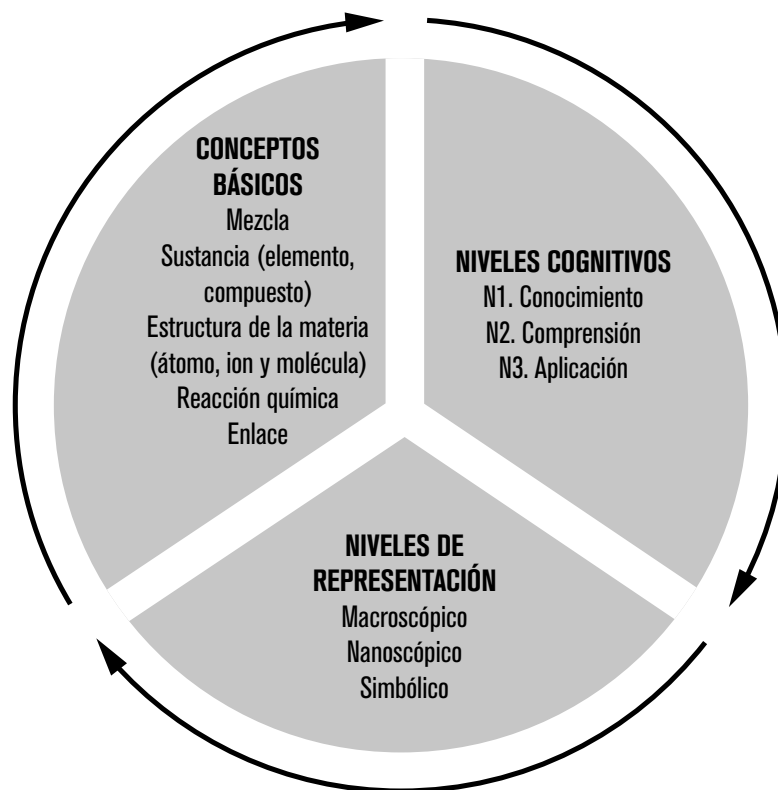 CONCEPTOS
BÁSICOS
Mezcla
Sustancia (elemento,
compuesto)
Estructura de la materia
(átomo, ion y molécula)
Reacción química
Enlace
NIVELES COGNITIVOS
N1. Conocimiento
N2. Comprensión
N3. Aplicación
NIVELES DE
REPRESENTACIÓN
Macroscópico
Nanoscópico
Simbólico